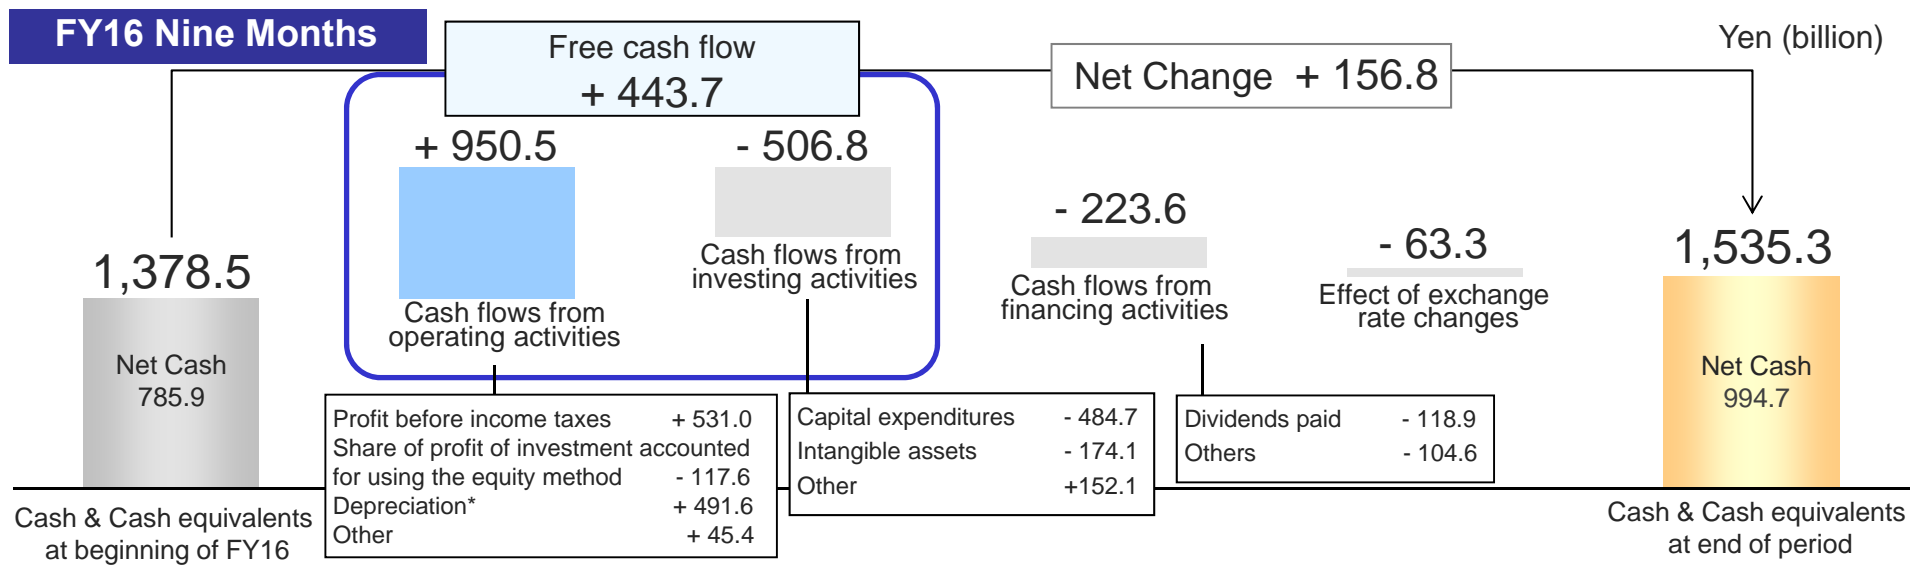 FY16 Nine Months
Free cash flow
+ 443.7
Net Change + 156.8
Yen (billion)
+ 950.5
- 506.8
- 223.6
- 63.3
1,378.5
1,535.3
Cash flows from
operating activities
Cash flows from
investing activities
Cash flows from
financing activities
Effect of exchange
rate changes
Net Cash
785.9
Net Cash
994.7
Profit before income taxes + 531.0
Share of profit of investment accounted
for using the equity method - 117.6
Depreciation* + 491.6
Other + 45.4
Capital expenditures - 484.7
Intangible assets - 174.1
Other +152.1
Dividends paid - 118.9
Others - 104.6
Cash & Cash equivalents
at beginning of FY16
Cash & Cash equivalents
at end of period